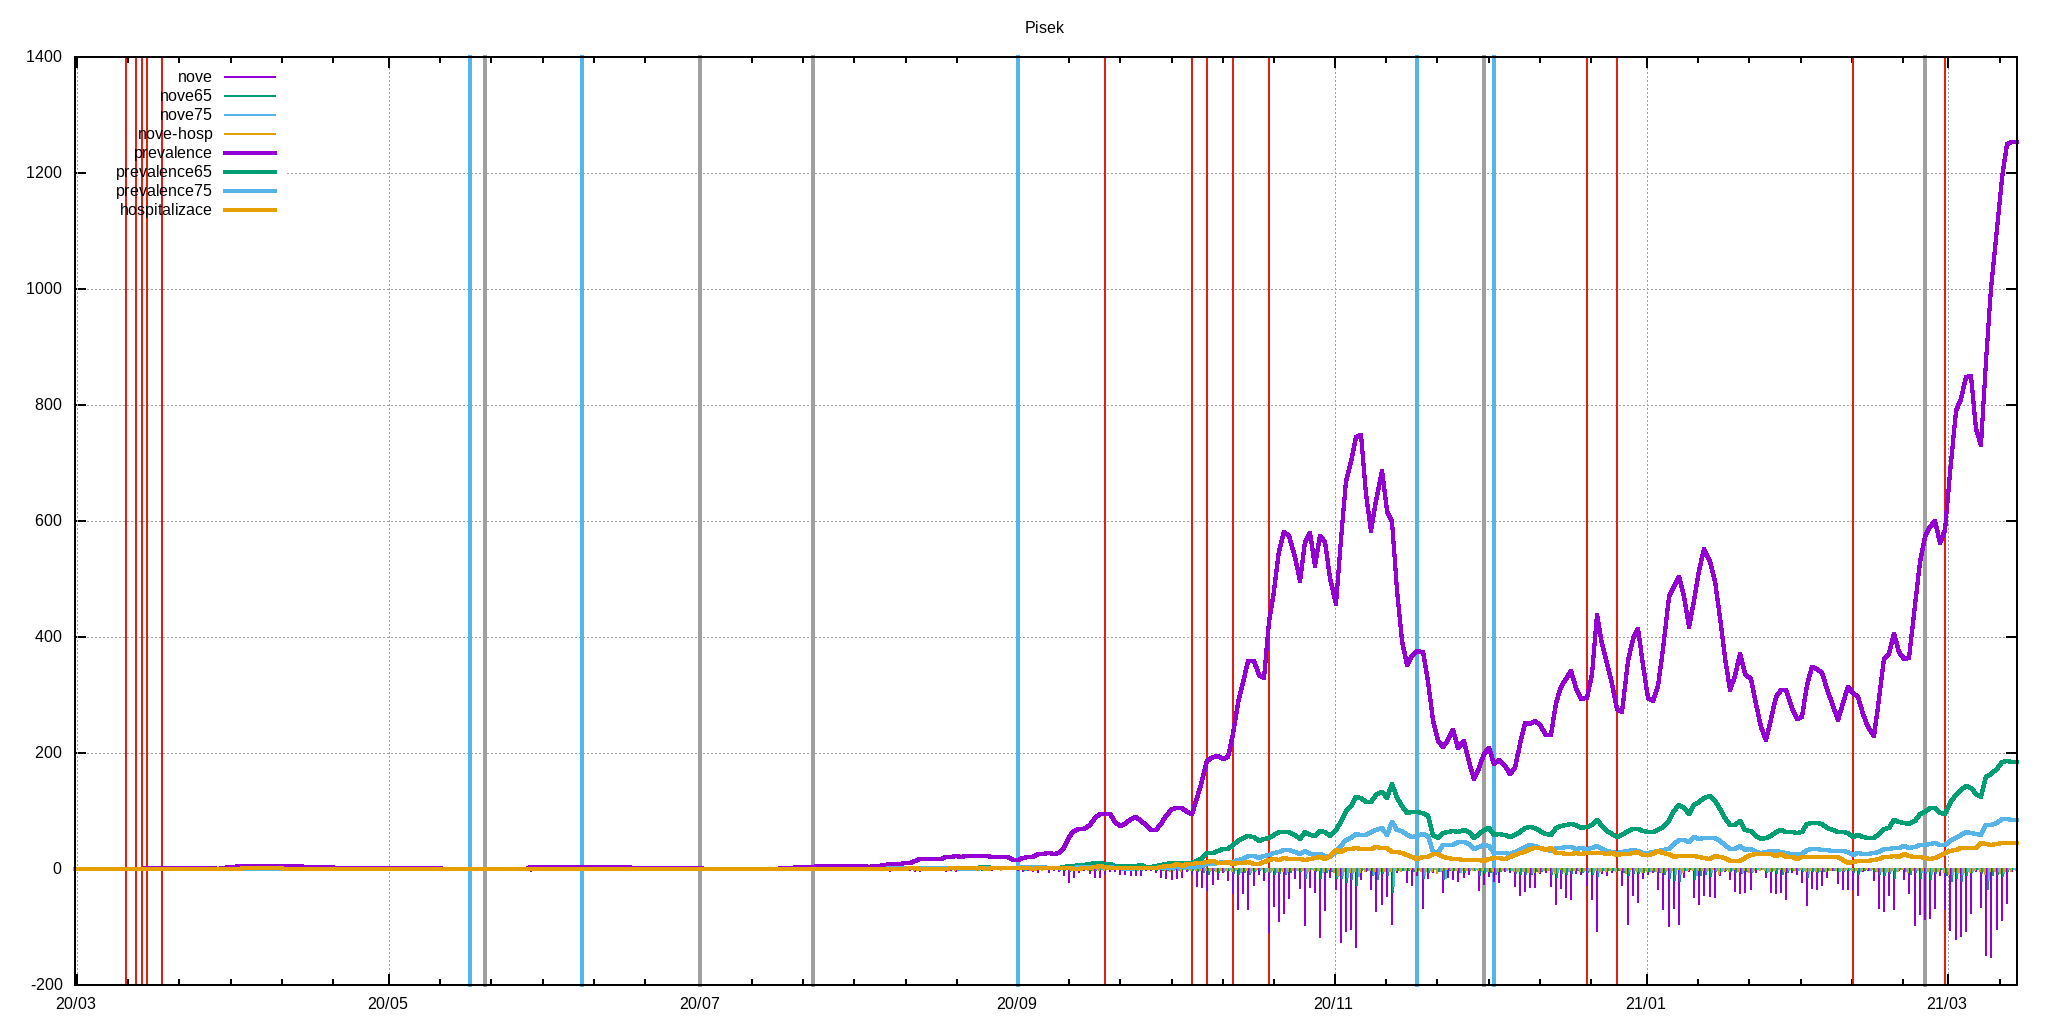 Pisek
1400
nove
nove65
nove75
nove-hosp
prevalence
1200
prevalence65
prevalence75
hospitalizace
1000
800
600
400
200
0
-200
20/03 20/05 20/07 20/09 20/11 21/01 21/03